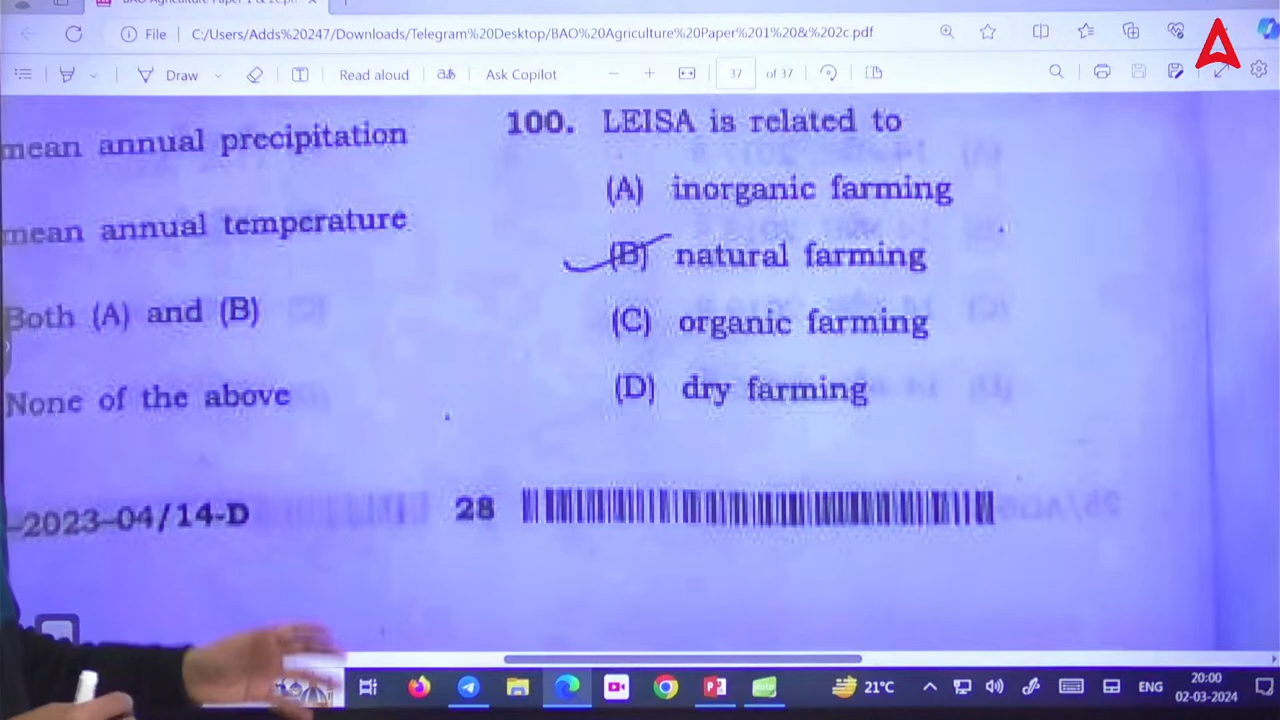 File
C:/Users/Adds%20247/Downloads/Telegram%20Desktop/BAO%20Agriculture%20Paper%201%20&%202c.pdf
Draw
Read aloud
Ask Copilot
37 of 37
mean annual precipitation
mean annual temperature
Both (A) and (B)
None of the above
-2023-04/14-D
100. LEISA is related to
(A) inorganic farming
(B) natural farming
(C) organic farming
(D) dry farming
28
21°C
ENG
20:00
02-03-2024